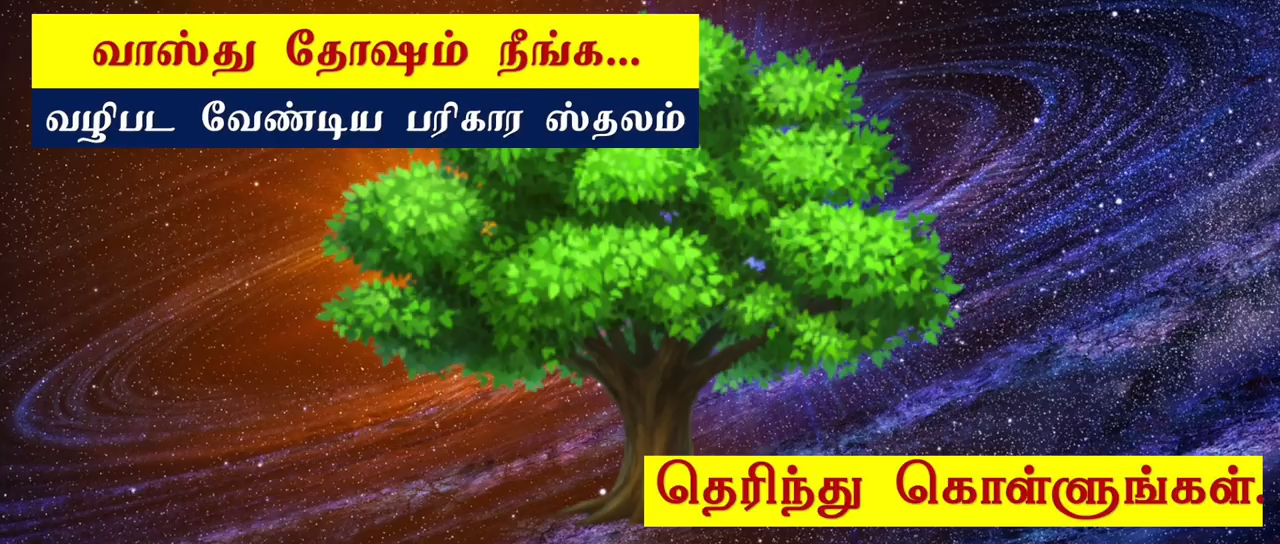 வாஸ்து தோஷம் நீங்க...
வழிபட வேண்டிய பரிகார ஸ்தலம்
தெரிந்து கொள்ளுங்கள்.